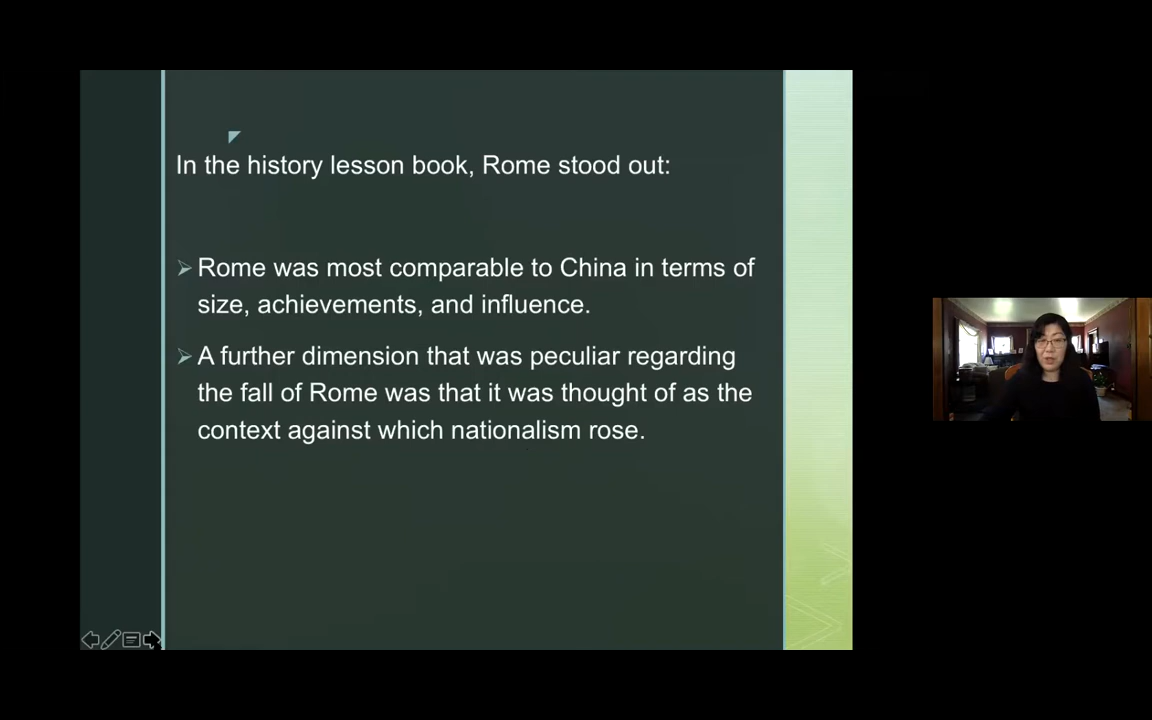 In the history lesson book, Rome stood out:
Rome was most comparable to China in terms of
size, achievements, and influence.
A further dimension that was peculiar regarding
the fall of Rome was that it was thought of as the
context against which nationalism rose.